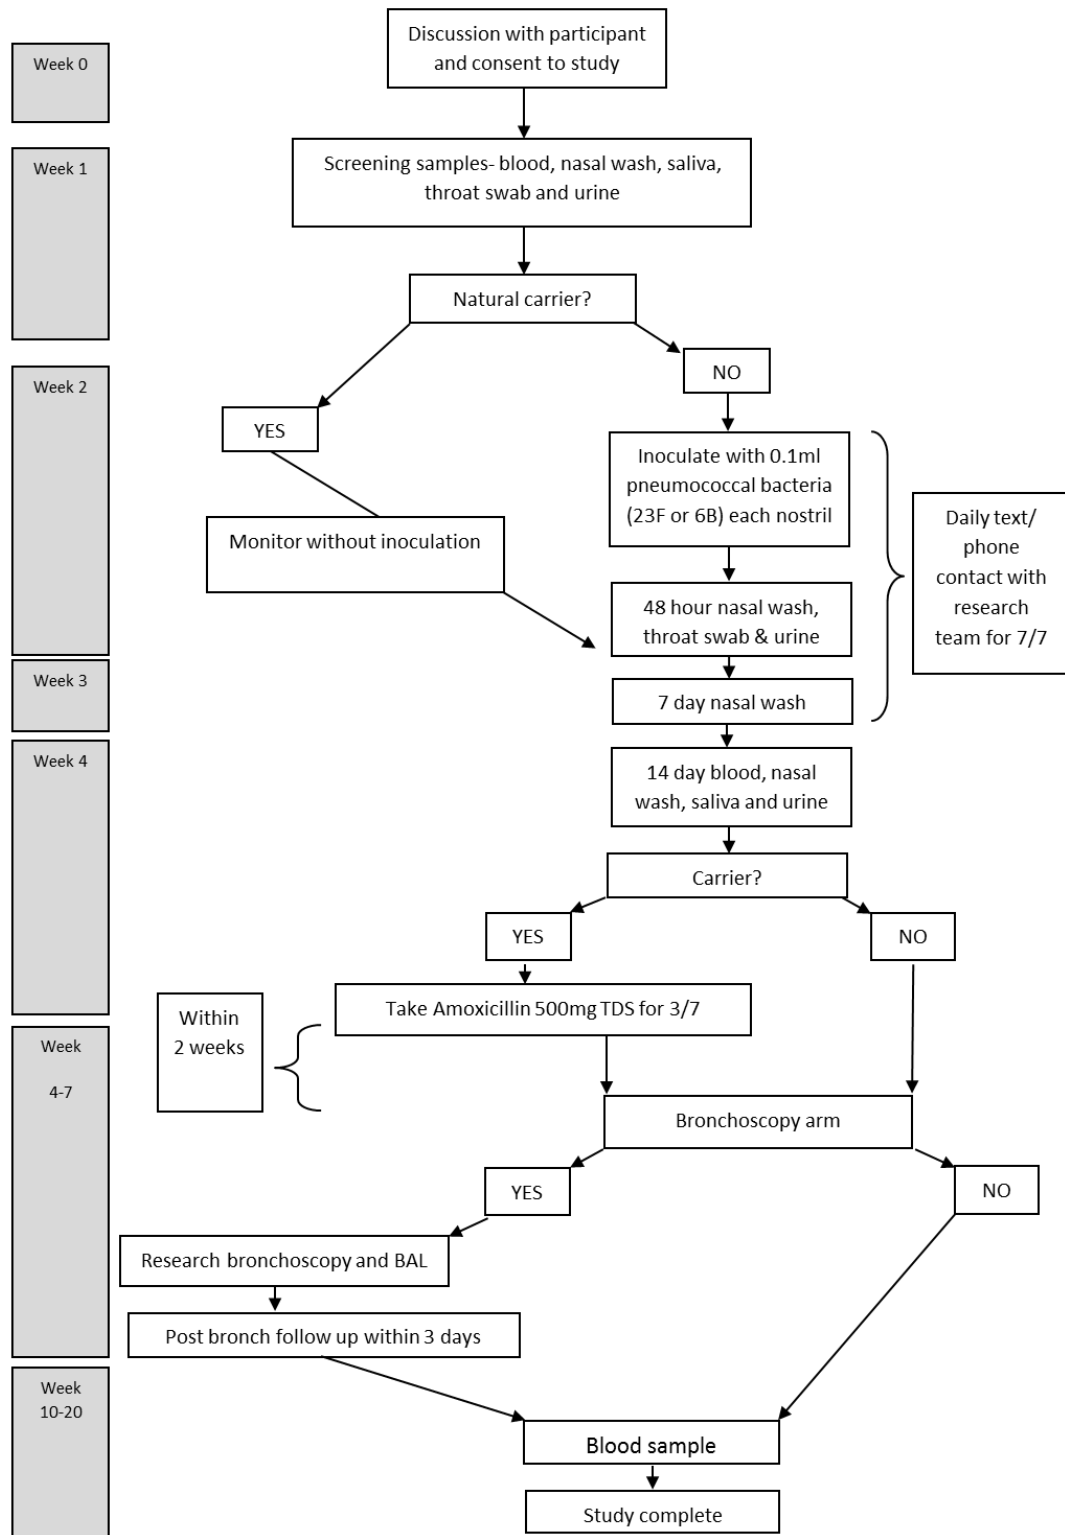 Discussion with participant
and consent to study
Week 0
Week 1
Screening samples- blood, nasal wash, saliva,
throat swab and urine
Natural carrier?
Week 2
NO
YES
Inoculate with 0.1ml
pneumococcal bacteria
(23F or 6B) each nostril
Monitor without inoculation
Daily text/
phone
contact with
research
team for 7/7
48 hour nasal wash,
throat swab & urine
Week 3
7 day nasal wash
Week 4
14 day blood, nasal
wash, saliva and urine
Carrier?
YES
NO
Take Amoxicillin 500mg TDS for 3/7
Within
2 weeks
Week
4-7
Bronchoscopy arm
YES
NO
Research bronchoscopy and BAL
Post bronch follow up within 3 days
Week
10-20
Blood sample
Study complete